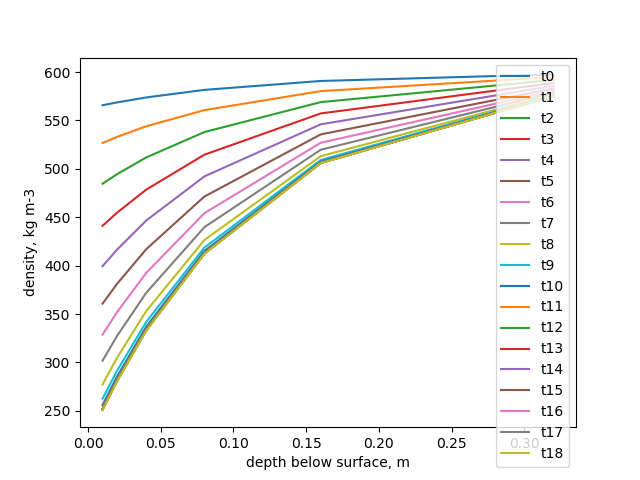 600
550
500
450
400
350
300
250
density, kg m-3
0.00
0.05
0.10
0.15
0.20
0.25
0.30
depth below surface, m
t0
t1
t2
t3
t4
t5
t6
t7
t8
t9
t10
t11
t12
t13
t14
t15
t16
t17
t18